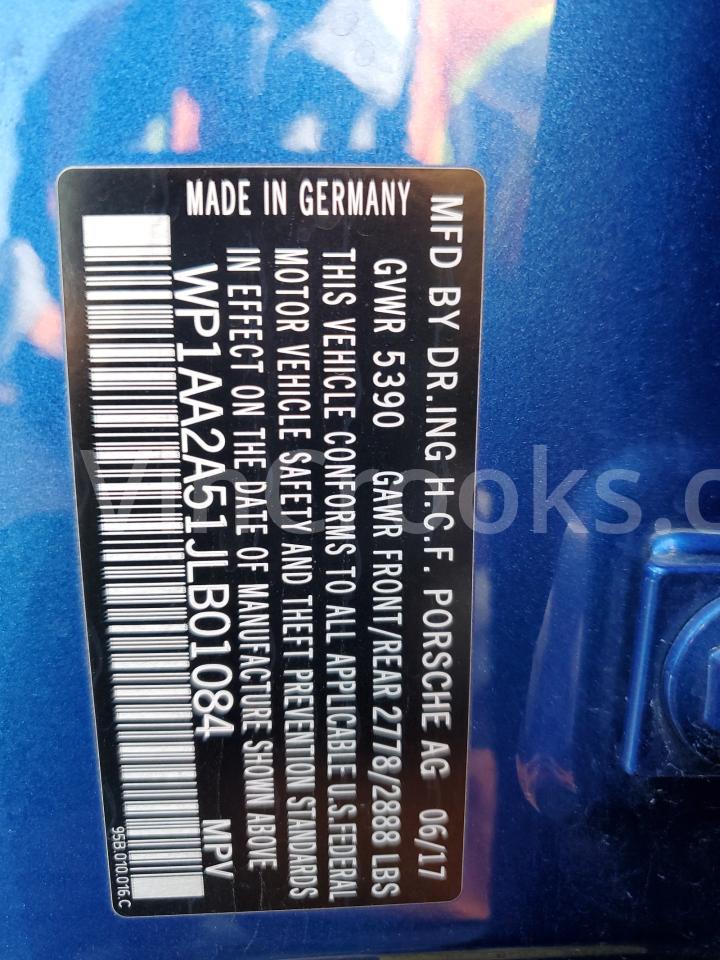 MFD BY DR.ING H.C.F. PORSCHE AG 06/17
GVWR 5390 GAWR FRONT/REAR 2778/2888 LBS
THIS VEHICLE CONFORMS TO ALL APPLICABLE U.S.FEDERAL
MOTOR VEHICLE SAFETY AND THEFT PREVENTION STANDARDS
IN EFFECT ON THE DATE OF MANUFACTURE SHOWN ABOVE
WP1AA2A51JLB01084 MPV
MADE IN GERMANY
95B.010.016.C
VinCrooks.c